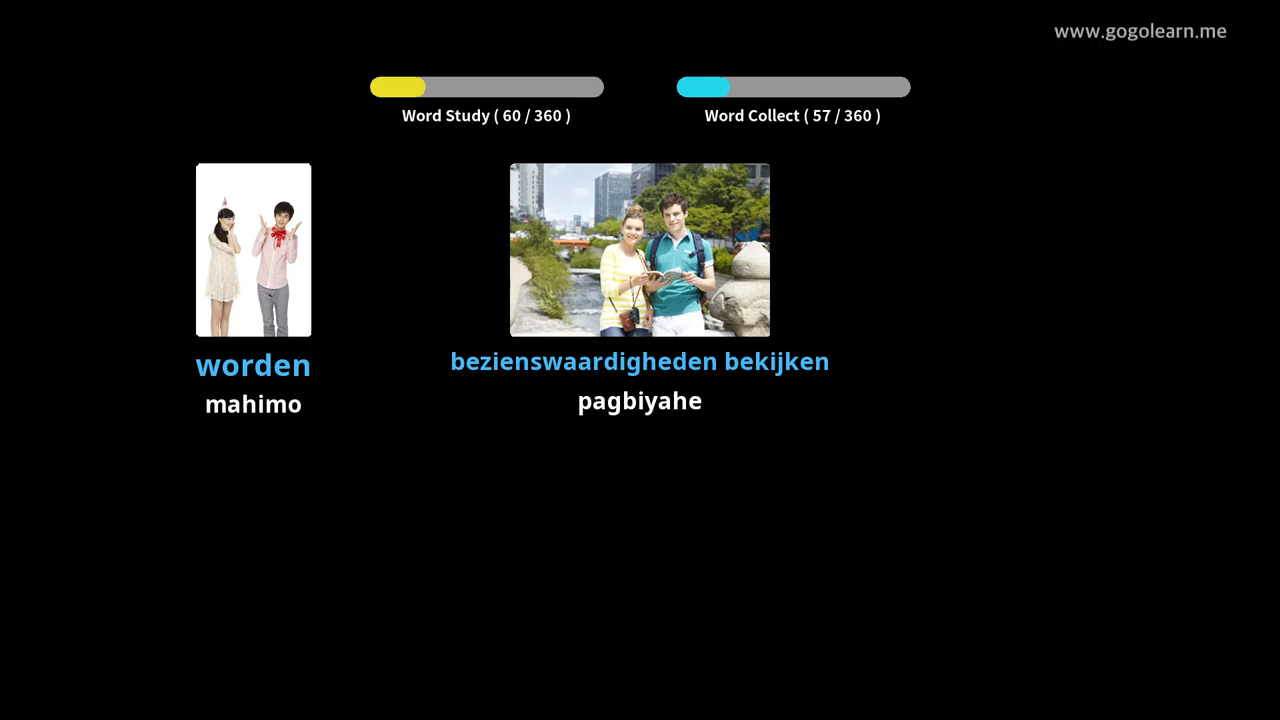 www.gogolearn.me
Word Study ( 60 / 360 )
Word Collect ( 57 / 360 )
worden
mahimo
bezienswaardigheden bekijken
pagbiyahe